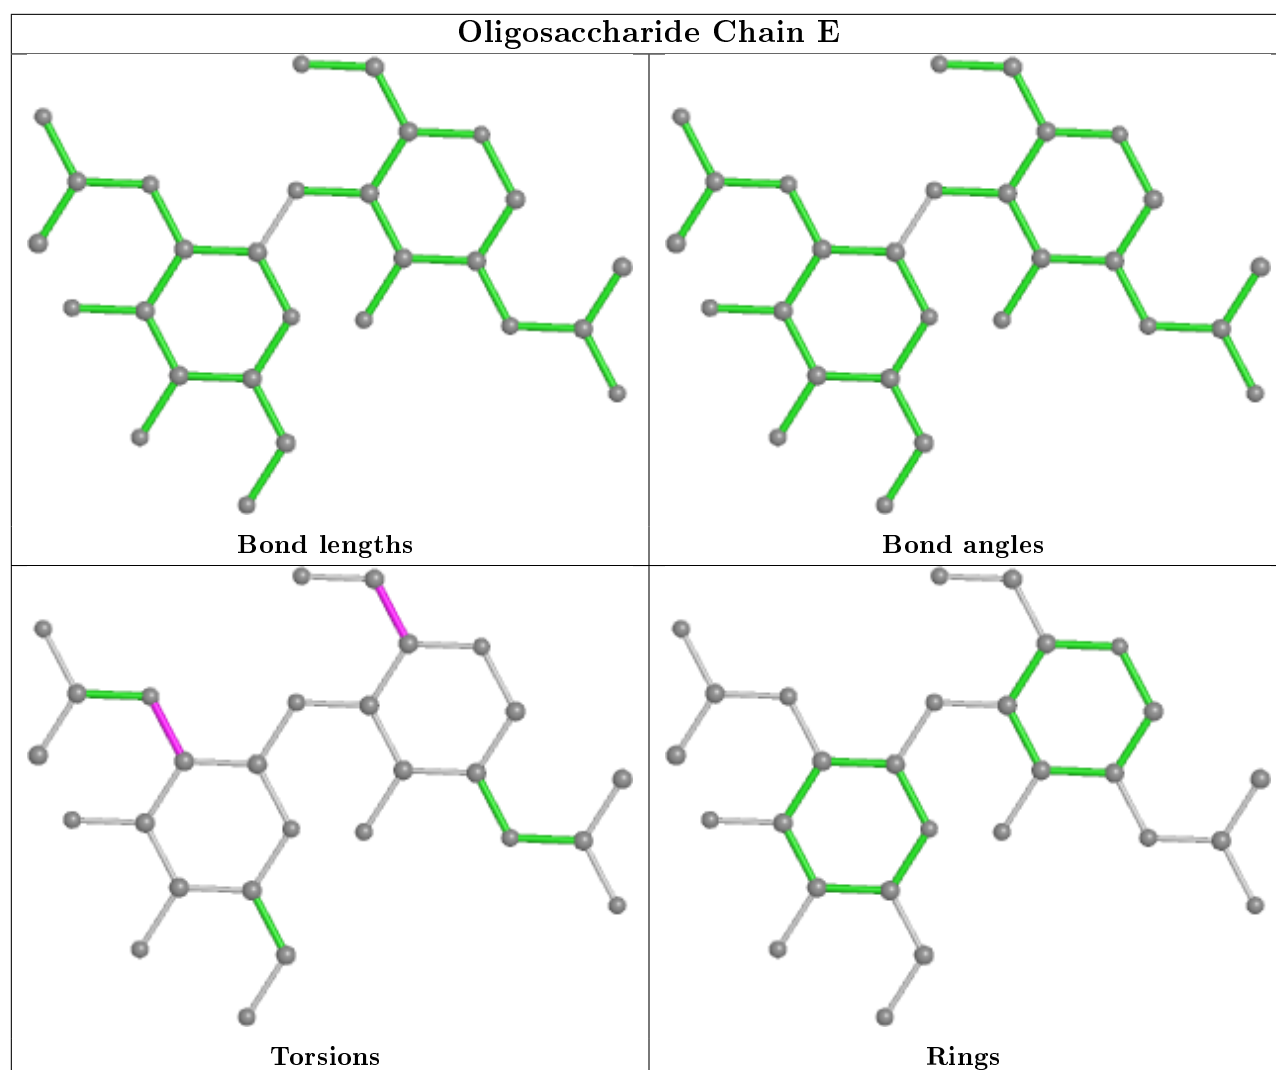 Oligosaccharide Chain E
Bond lengths
Bond angles
Torsions
Rings